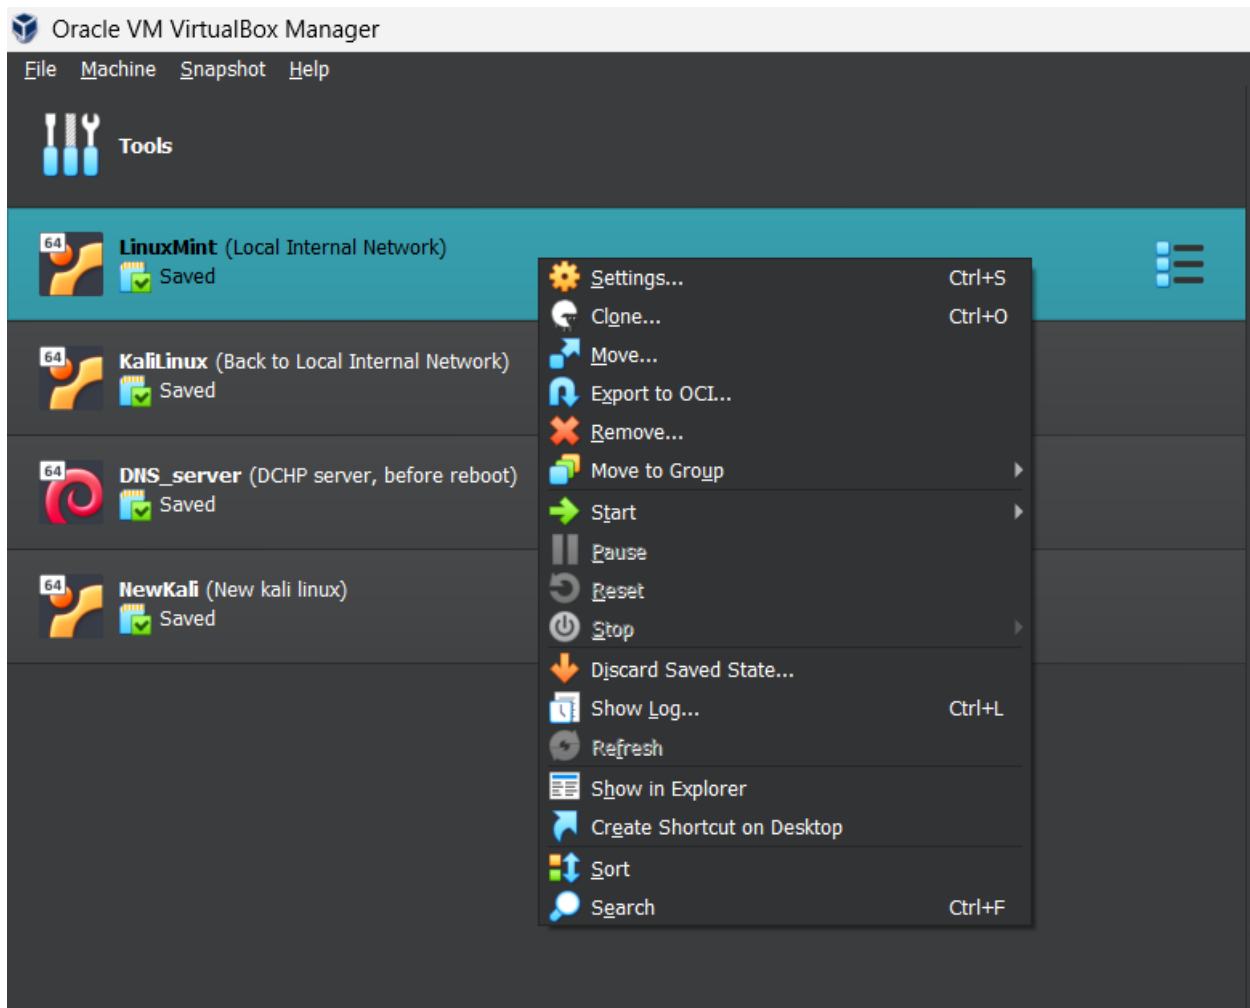 Oracle VM VirtualBox Manager
File Machine Snapshot Help
Tools
64
LinuxMint (Local Internal Network)
Saved
64
KaliLinux (Back to Local Internal Network)
Saved
64
DNS_server (DCHP server, before reboot)
Saved
64
NewKali (New kali linux)
Saved
Settings... Ctrl+S
Clone... Ctrl+O
Move...
Export to OCI...
Remove...
Move to Group
Start
Pause
Reset
Stop
Discard Saved State...
Show Log... Ctrl+L
Refresh
Show in Explorer
Create Shortcut on Desktop
Sort
Search Ctrl+F